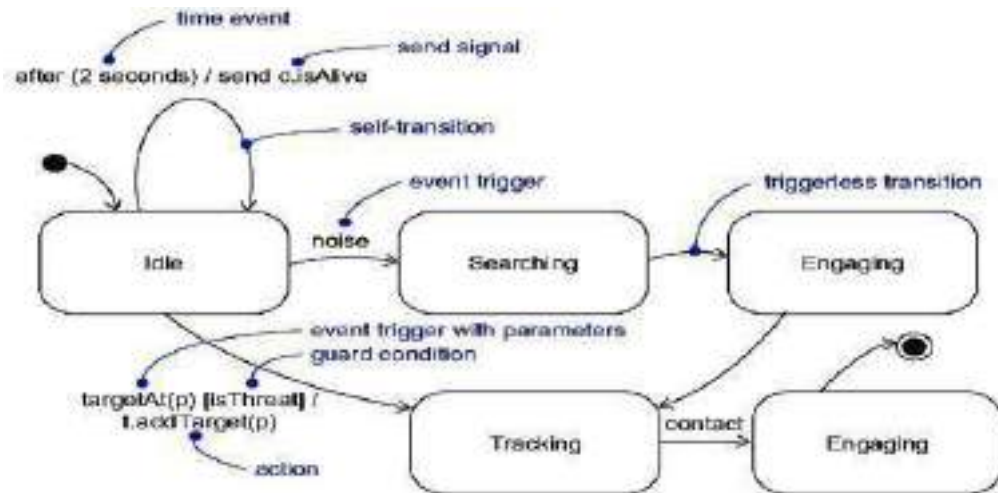 time event
send signal
after (2 seconds) / send c.isAlive
self-transition
event trigger
triggerless transition
noise
Idle
Searching
Engaging
event trigger with parameters
guard condition
targetAt(p) [isThreat] /
t.addTarget(p)
contact
Tracking
Engaging
action